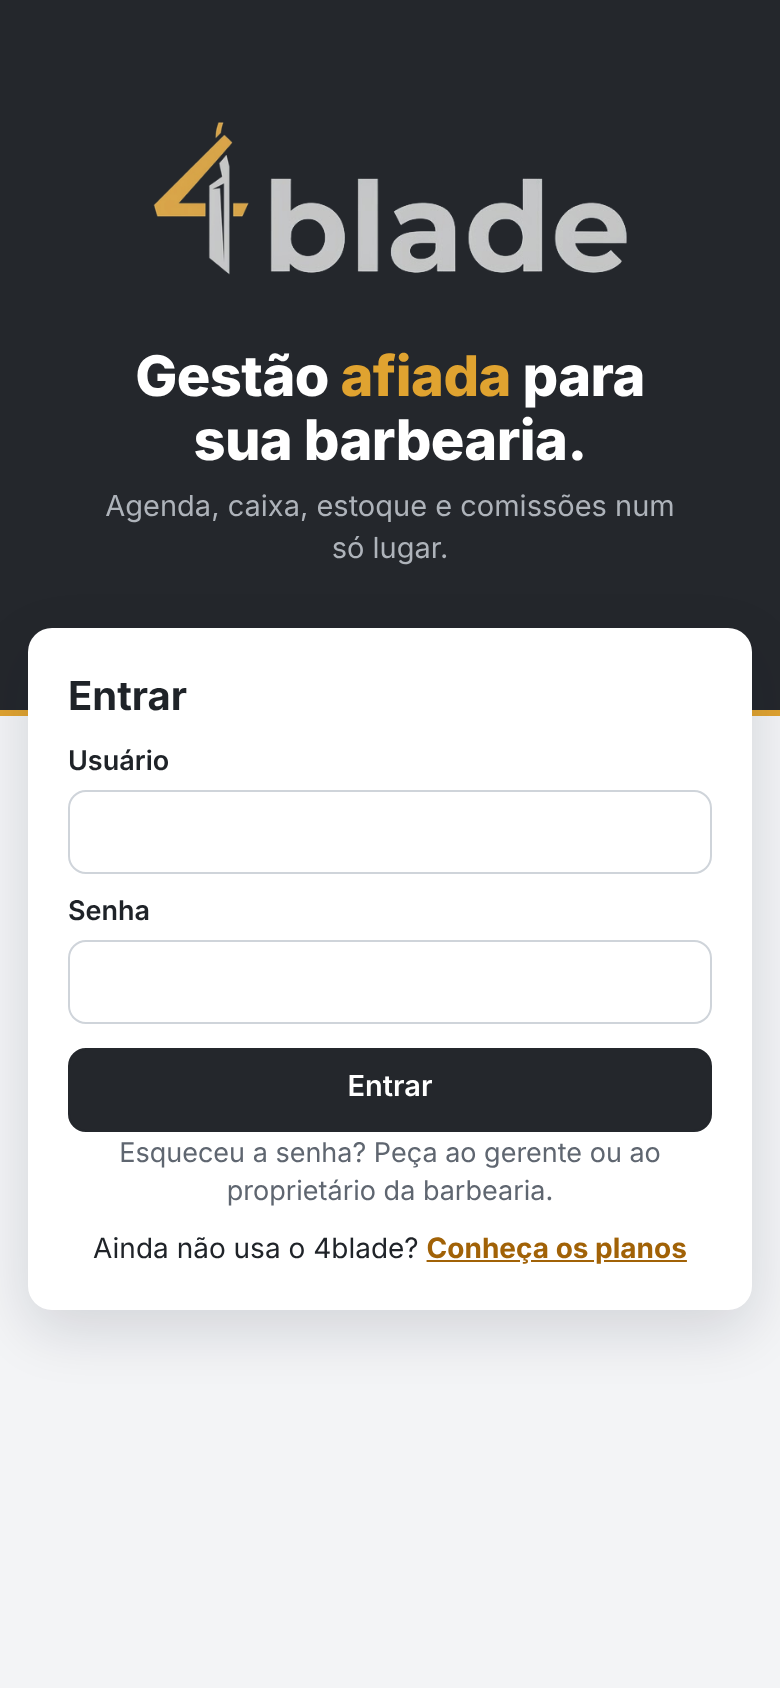 4blade
Gestão afiada para
sua barbearia.
Agenda, caixa, estoque e comissões num
só lugar.
Entrar
Usuário
Senha
Entrar
Esqueceu a senha? Peça ao gerente ou ao
proprietário da barbearia.
Ainda não usa o 4blade? Conheça os planos